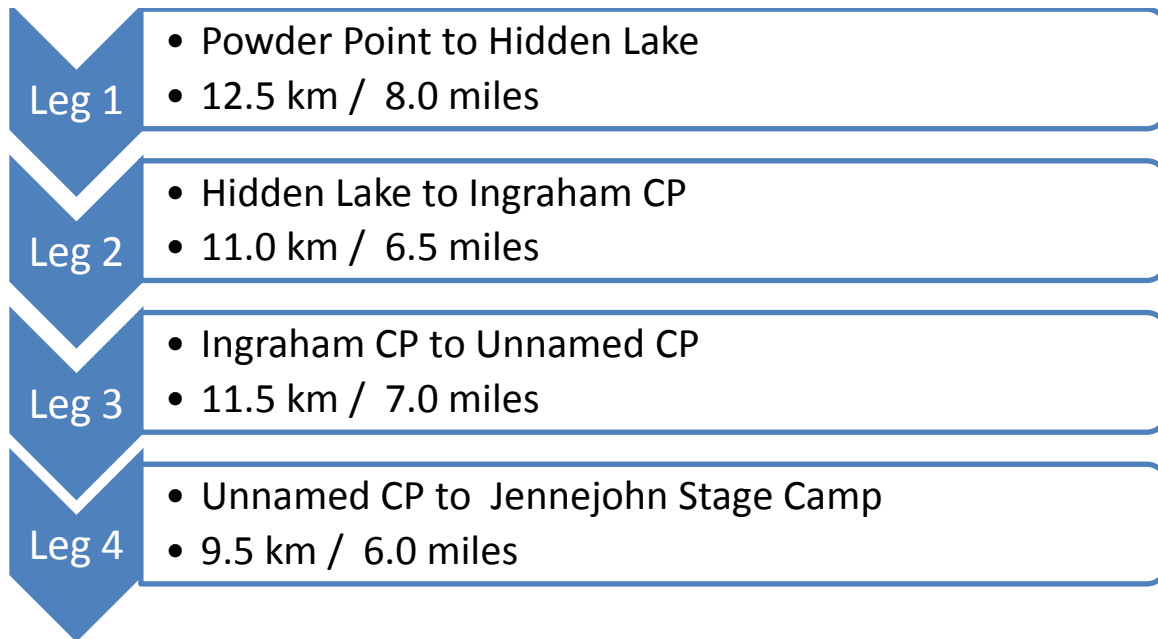 Leg 1
• Powder Point to Hidden Lake
• 12.5 km / 8.0 miles
Leg 2
• Hidden Lake to Ingraham CP
• 11.0 km / 6.5 miles
Leg 3
• Ingraham CP to Unnamed CP
• 11.5 km / 7.0 miles
Leg 4
• Unnamed CP to Jennejohn Stage Camp
• 9.5 km / 6.0 miles